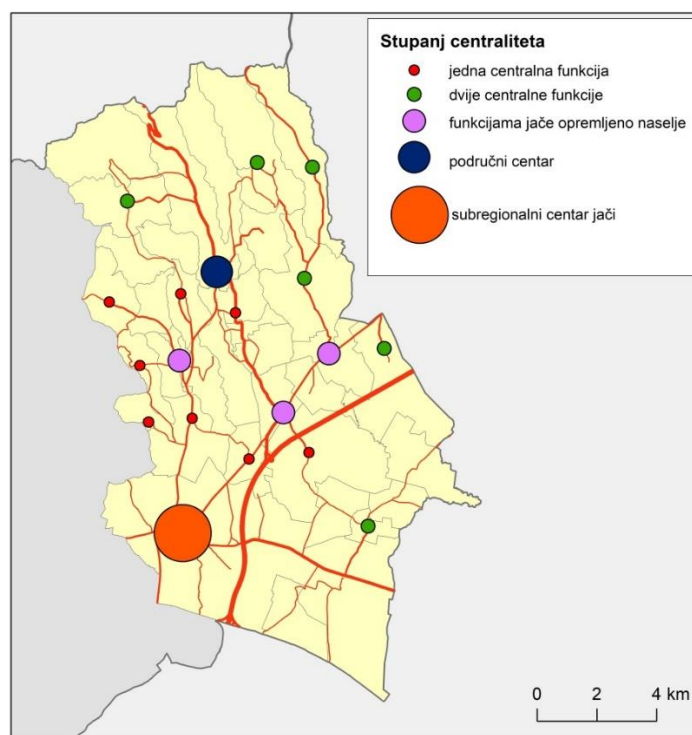 Stupanj centraliteta
jedna centralna funkcija
dvije centralne funkcije
funkcijama jače opremljeno naselje
područni centar
subregionalni centar jači
0 2 4 km